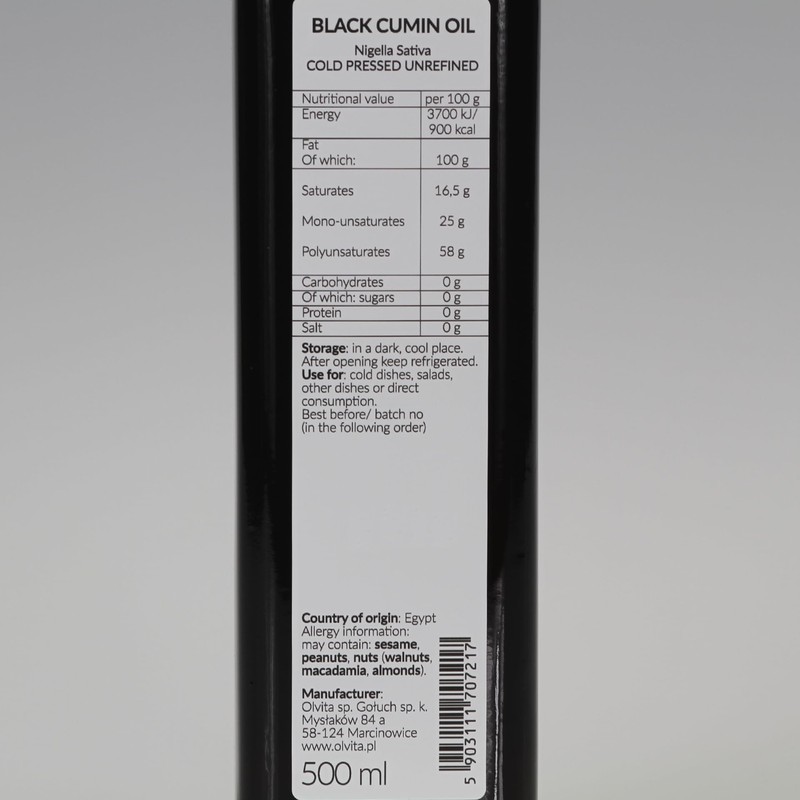 BLACK CUMIN OIL
Nigella Sativa
COLD PRESSED UNREFINED
Nutritional value per 100 g
Energy 3700 kJ/
900 kcal
Fat
Of which: 100 g
Saturates 16,5 g
Mono-unsaturates 25 g
Polyunsaturates 58 g
Carbohydrates 0 g
Of which: sugars 0 g
Protein 0 g
Salt 0 g
Storage: in a dark, cool place.
After opening keep refrigerated.
Use for: cold dishes, salads,
other dishes or direct
consumption.
Best before/ batch no
(in the following order)
Country of origin: Egypt
Allergy information:
may contain: sesame,
peanuts, nuts (walnuts,
macadamia, almonds).
Manufacturer:
Olvita sp. Gołuch sp. k.
Mysłaków 84 a
58-124 Marcinowice
www.olvita.pl
500 ml
5 903111 707217